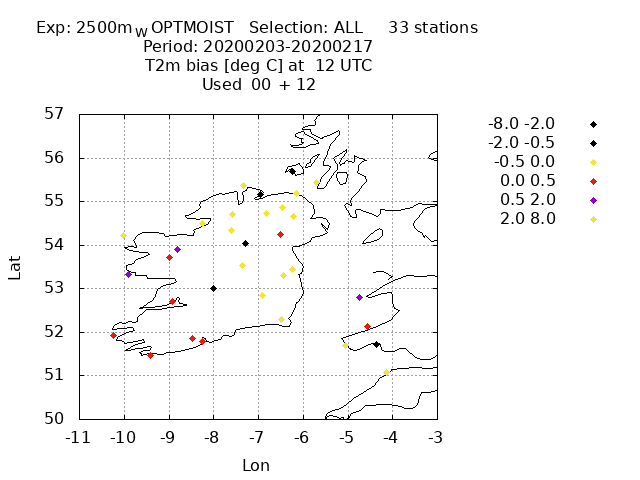 Exp: 2500m_W OPTMOIST Selection: ALL 33 stations
Period: 20200203-20200217
T2m bias [deg C] at 12 UTC
Used 00 + 12
-8.0 -2.0
-2.0 -0.5
-0.5 0.0
0.0 0.5
0.5 2.0
2.0 8.0
57
56
55
54
53
52
51
50
Lat
-11 -10 -9 -8 -7 -6 -5 -4 -3
Lon